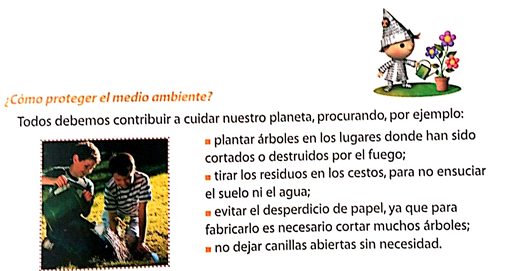 ¿Cómo proteger el medio ambiente?
Todos debemos contribuir a cuidar nuestro planeta, procurando, por ejemplo:
▪ plantar árboles en los lugares donde han sido
cortados o destruidos por el fuego;
▪ tirar los residuos en los cestos, para no ensuciar
el suelo ni el agua;
▪ evitar el desperdicio de papel, ya que para
fabricarlo es necesario cortar muchos árboles;
▪ no dejar canillas abiertas sin necesidad.